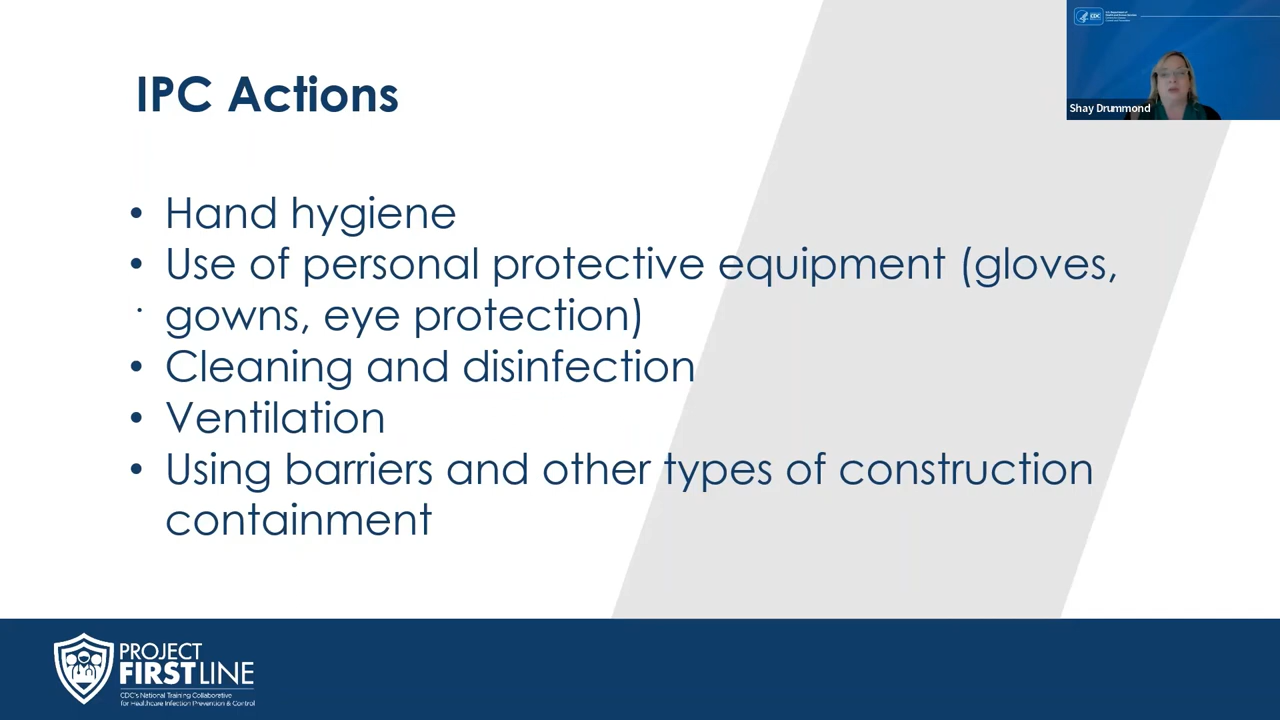 IPC Actions
CDC
Shay Drummond
• Hand hygiene
• Use of personal protective equipment (gloves,
• gowns, eye protection)
• Cleaning and disinfection
• Ventilation
• Using barriers and other types of construction
containment
PROJECT
FIRSTLINE
CDC's National Training Collaborative
for Healthcare Infection Prevention & Control